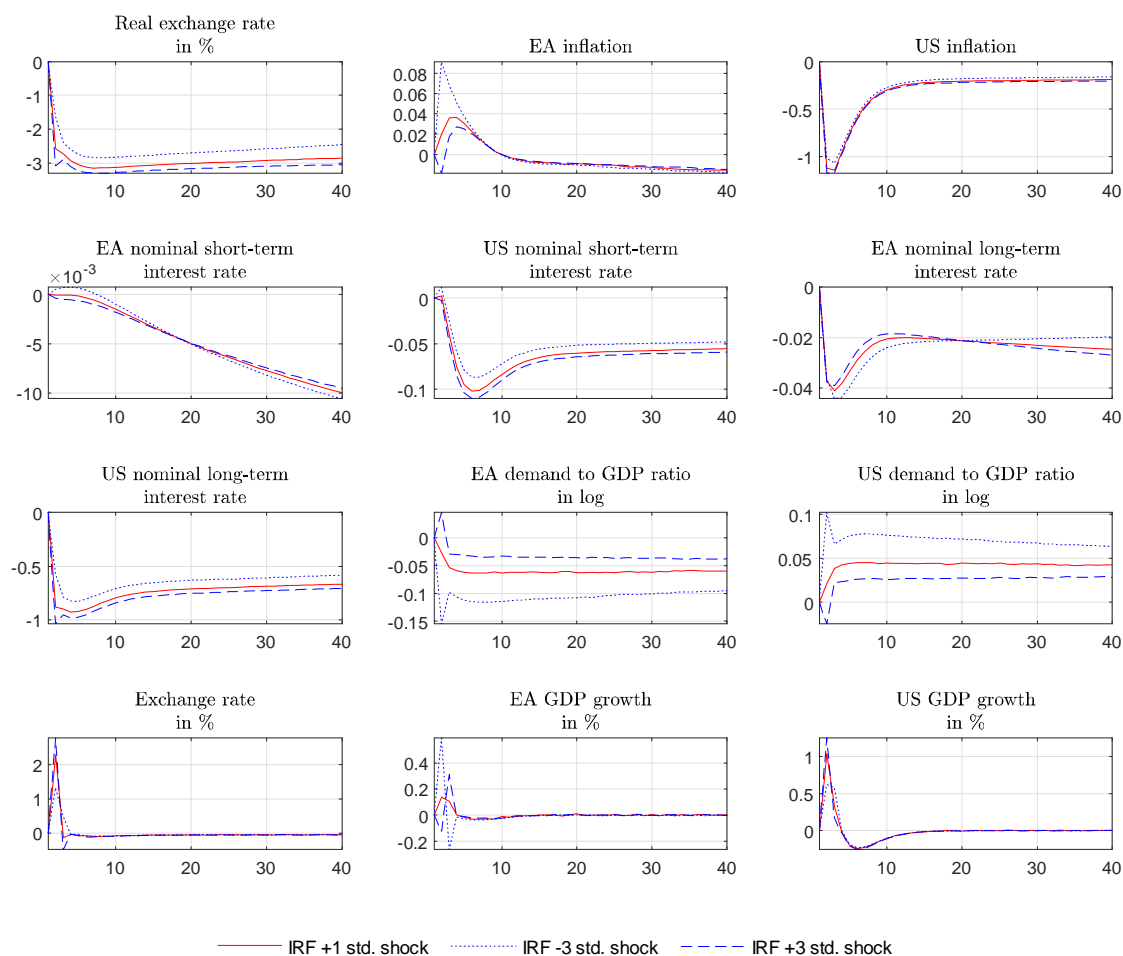 Real exchange rate
in %
0
-1
-2
-3
10 20 30 40
EA inflation
0.08
0.06
0.04
0.02
0
10 20 30 40
US inflation
0
-0.5
-1
10 20 30 40
EA nominal short-term
interest rate
×10-3
0
-5
-10
10 20 30 40
US nominal short-term
interest rate
0
-0.05
-0.1
10 20 30 40
EA nominal long-term
interest rate
0
-0.02
-0.04
10 20 30 40
US nominal long-term
interest rate
0
-0.5
-1
10 20 30 40
EA demand to GDP ratio
in log
0
-0.05
-0.1
-0.15
10 20 30 40
US demand to GDP ratio
in log
0.1
0.05
0
10 20 30 40
Exchange rate
in %
2
1
0
10 20 30 40
EA GDP growth
in %
0.4
0.2
0
-0.2
10 20 30 40
US GDP growth
in %
1
0.5
0
10 20 30 40
IRF +1 std. shock IRF -3 std. shock IRF +3 std. shock